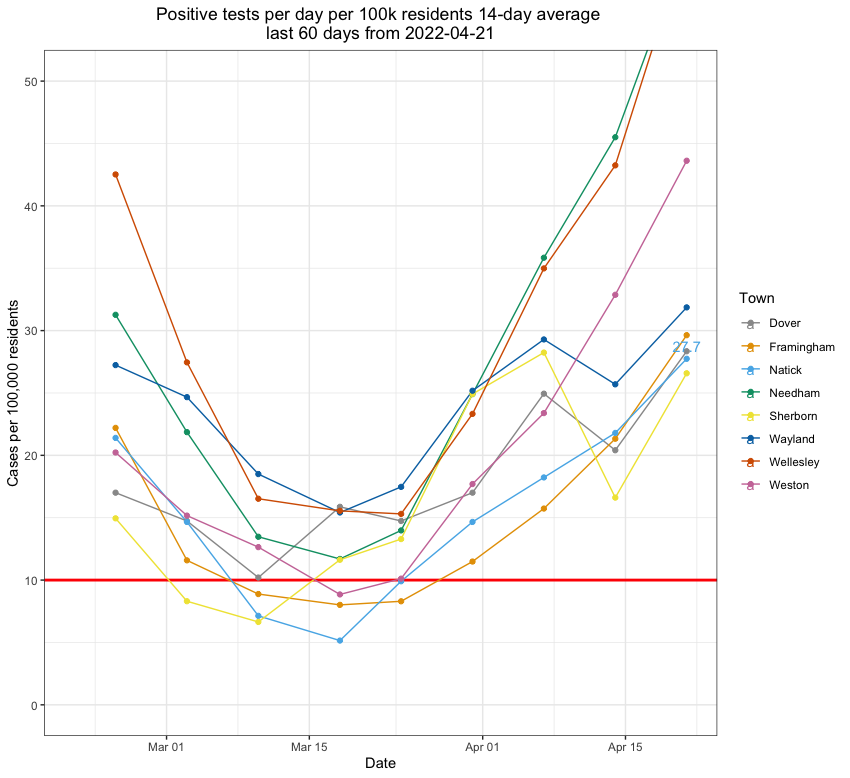 Positive tests per day per 100k residents 14-day average
last 60 days from 2022-04-21
Cases per 100,000 residents
50
40
30
20
10
0
27.7
Mar 01
Mar 15
Apr 01
Apr 15
Date
Town
a Dover
a Framingham
a Natick
a Needham
a Sherborn
a Wayland
a Wellesley
a Weston